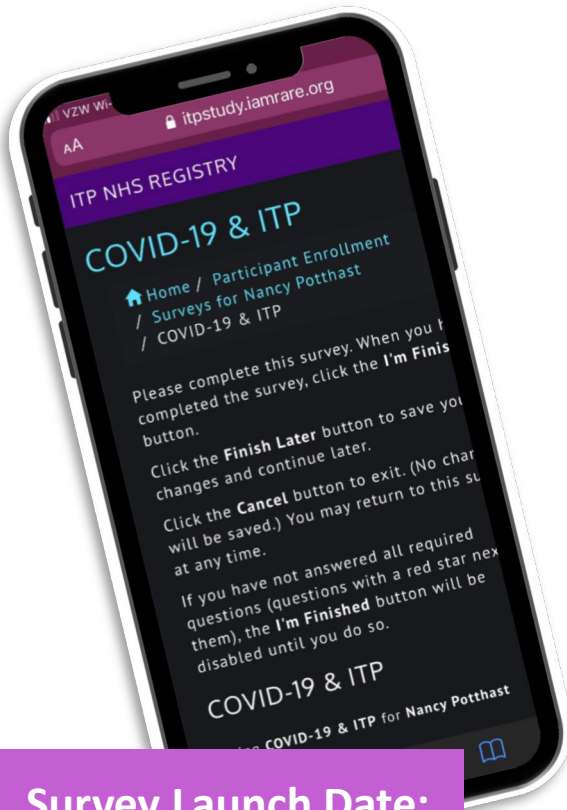 VZW Wi-
AA
itpstudy.iamrare.org
ITP NHS REGISTRY
COVID-19 & ITP
Home / Participant Enrollment
/ Surveys for Nancy Potthast
/ COVID-19 & ITP
Please complete this survey. When you h
completed the survey, click the I'm Finis
button.
Click the Finish Later button to save you
changes and continue later.
Click the Cancel button to exit. (No chan
will be saved.) You may return to this su
at any time.
If you have not answered all required
questions (questions with a red star nex
them), the I'm Finished button will be
disabled until you do so.
COVID-19 & ITP
COVID-19 & ITP for Nancy Potthast
Survey Launch Date: